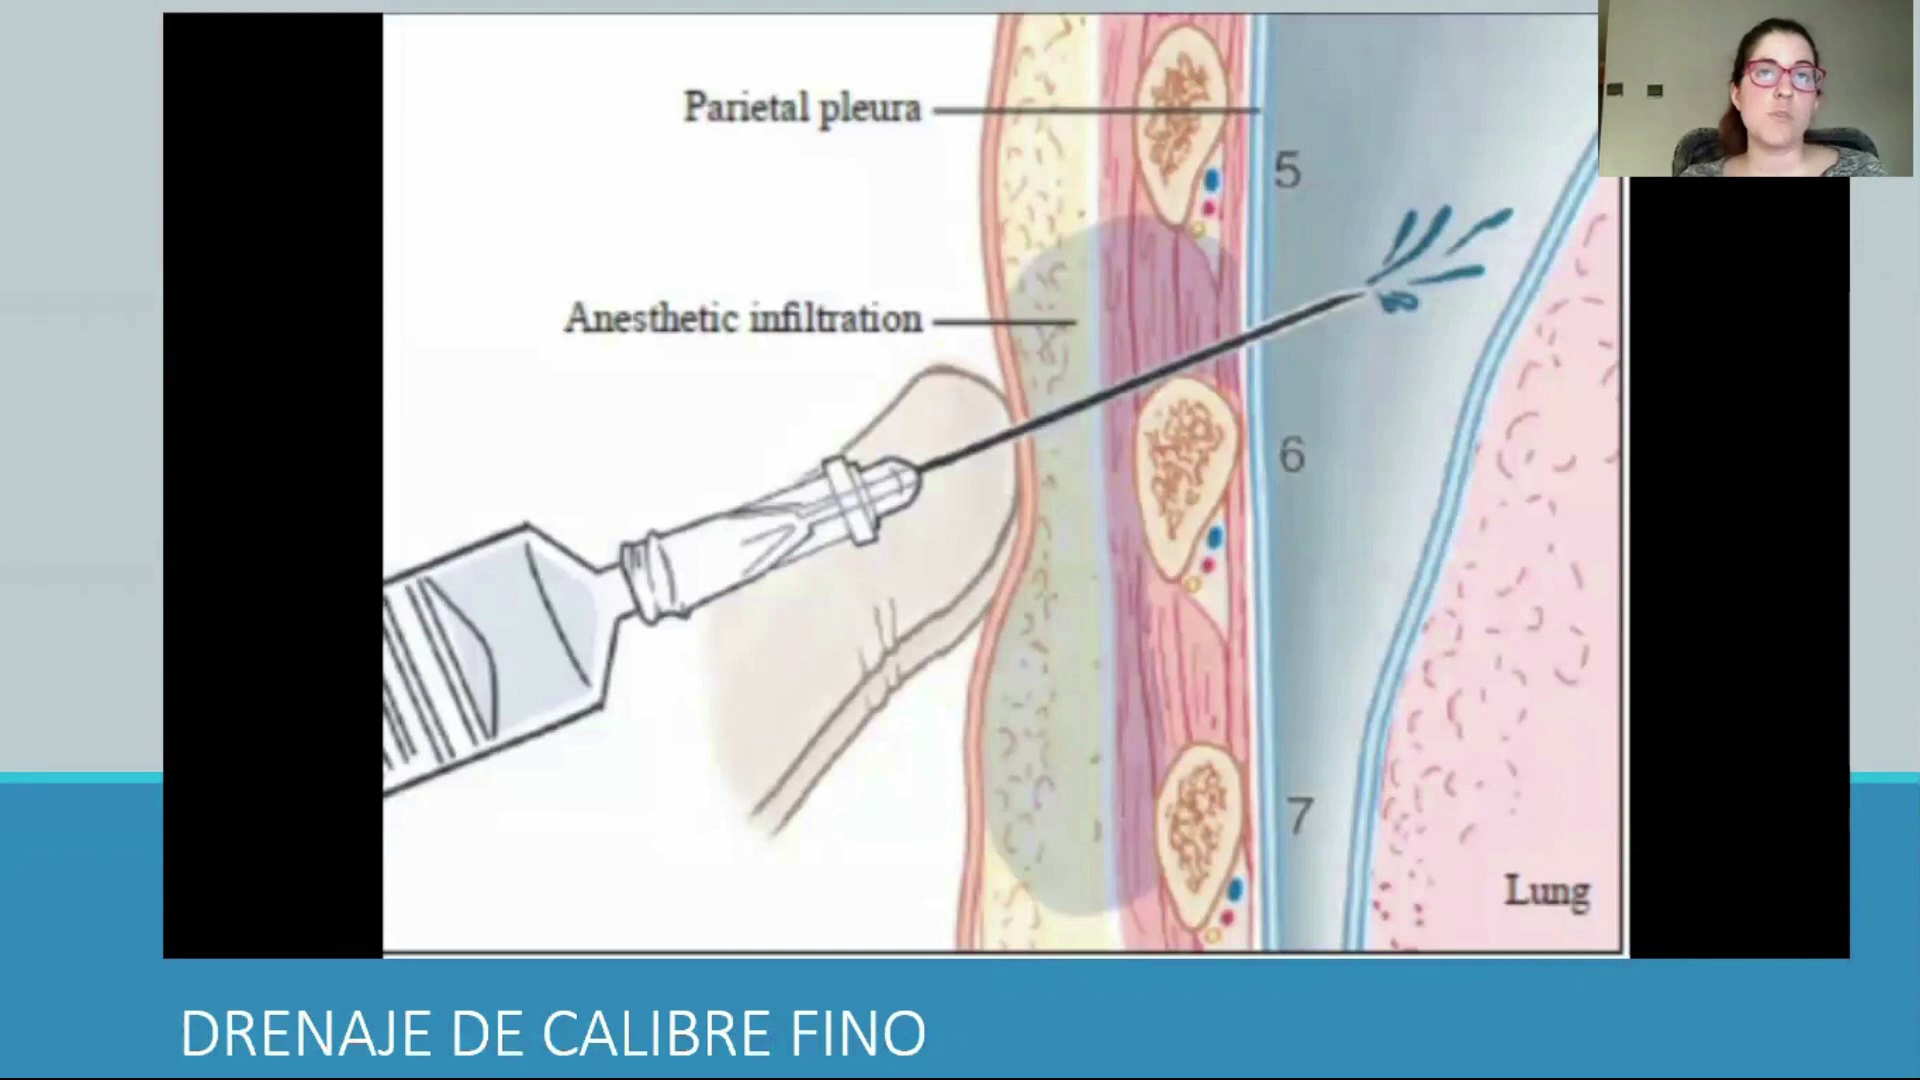 Parietal pleura
5
Anesthetic infiltration
6
7
Lung
DRENAJE DE CALIBRE FINO